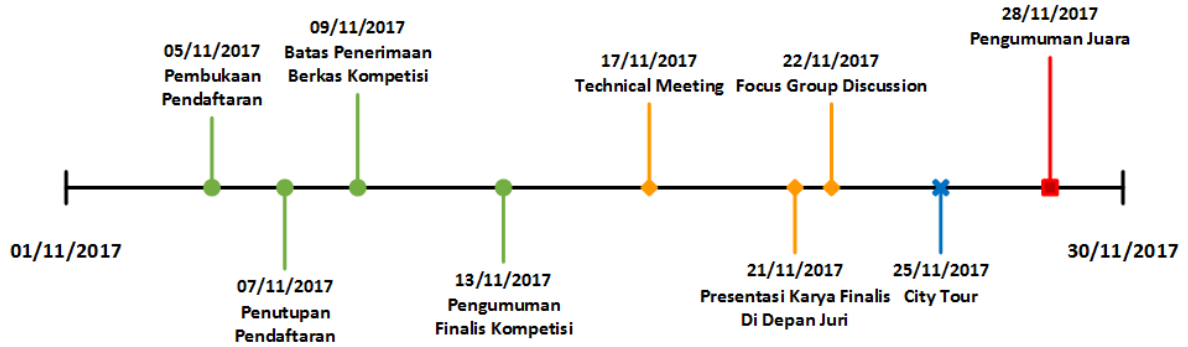 01/11/2017
05/11/2017
Pembukaan
Pendaftaran
07/11/2017
Penutupan
Pendaftaran
09/11/2017
Batas Penerimaan
Berkas Kompetisi
13/11/2017
Pengumuman
Finalis Kompetisi
17/11/2017
Technical Meeting
21/11/2017
Presentasi Karya Finalis
Di Depan Juri
22/11/2017
Focus Group Discussion
25/11/2017
City Tour
28/11/2017
Pengumuman Juara
30/11/2017